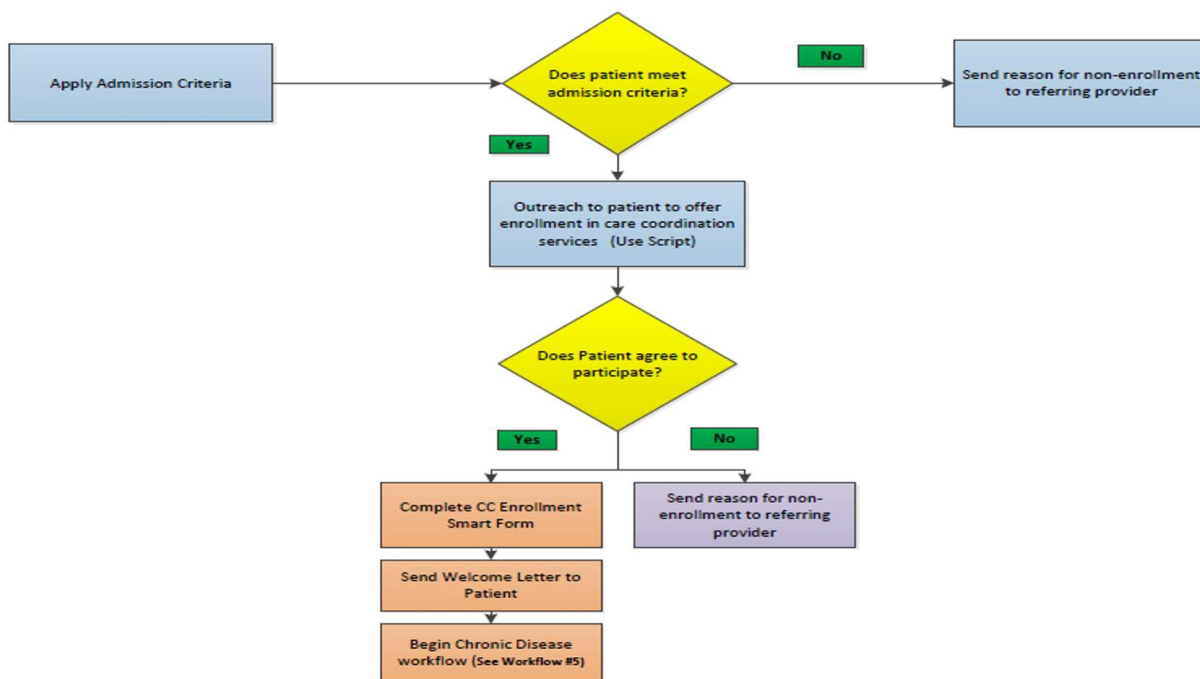 Apply Admission Criteria
Does patient meet
admission criteria?
No
Send reason for non-enrollment
to referring provider
Yes
Outreach to patient to offer
enrollment in care coordination
services (Use Script)
Does Patient agree to
participate?
Yes
No
Complete CC Enrollment
Smart Form
Send reason for non-
enrollment to referring
provider
Send Welcome Letter to
Patient
Begin Chronic Disease
workflow (See Workflow #5)